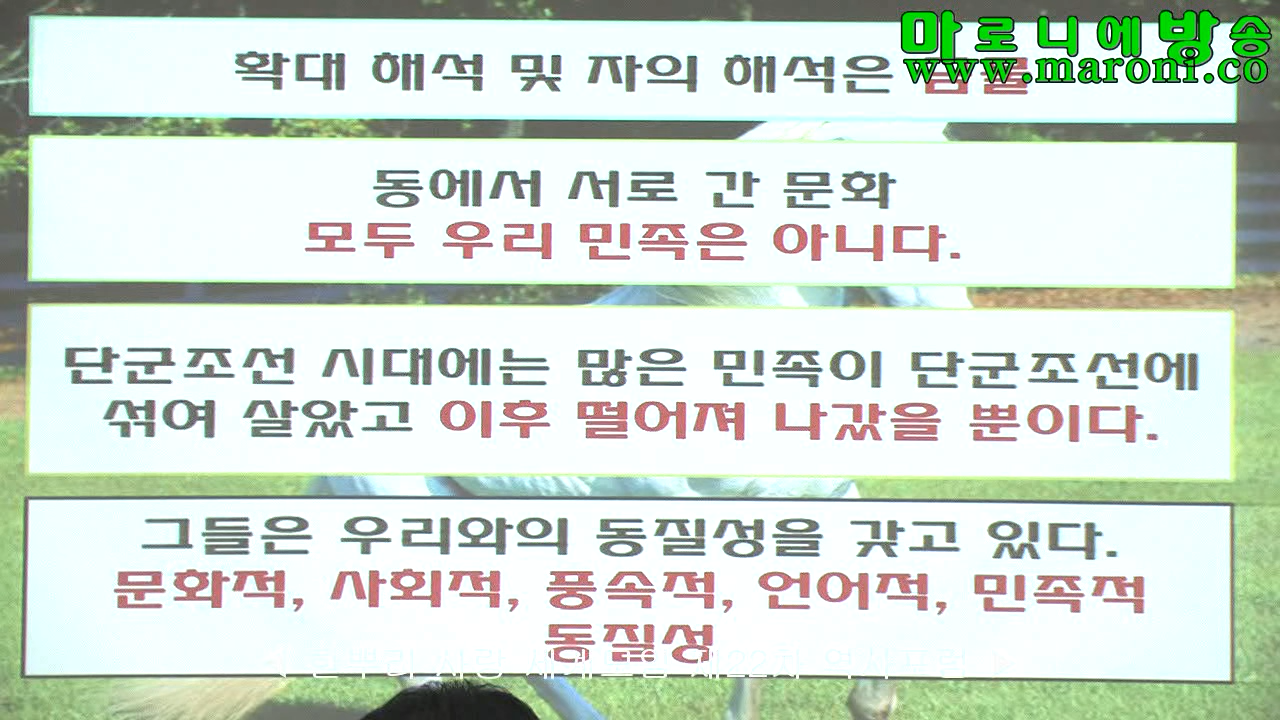 마로니에방송
www.maroni.co
확대 해석 및 자의 해석은
동에서 서로 간 문화
모두 우리 민족은 아니다.
단군조선 시대에는 많은 민족이 단군조선에
섞여 살았고 이후 떨어져 나갔을 뿐이다.
그들은 우리와의 동질성을 갖고 있다.
문화적, 사회적, 풍속적, 언어적, 민족적
동질성